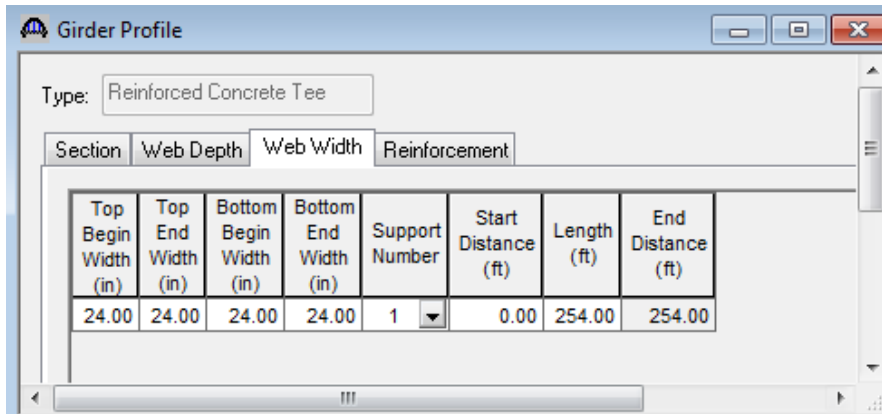 Girder Profile
Type: Reinforced Concrete Tee
Section Web Depth Web Width Reinforcement
Top Begin Width (in) Top End Width (in) Bottom Begin Width (in) Bottom End Width (in) Support Number Start Distance (ft) Length (ft) End Distance (ft)
24.00 24.00 24.00 24.00 1 0.00 254.00 254.00